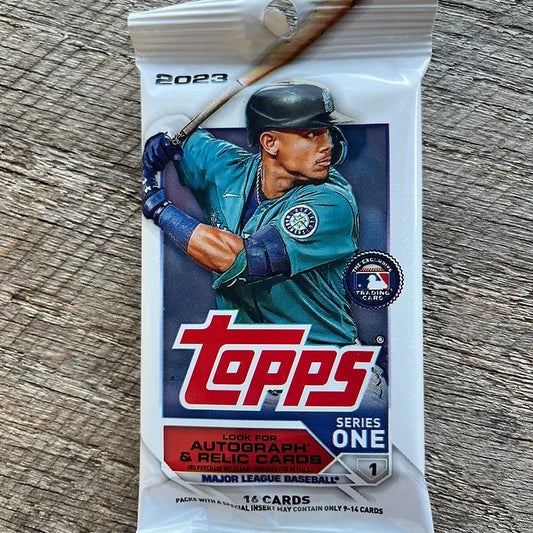 2023
THE EXCLUSIVE
TRADING
CARD
TOPPS®
SERIES
ONE
LOOK FOR
AUTOGRAPH
& RELIC CARDS
1
MAJOR LEAGUE BASEBALL®
16 CARDS
PACKS WITH A SPECIAL INSERT MAY CONTAIN ONLY 9-14 CARDS